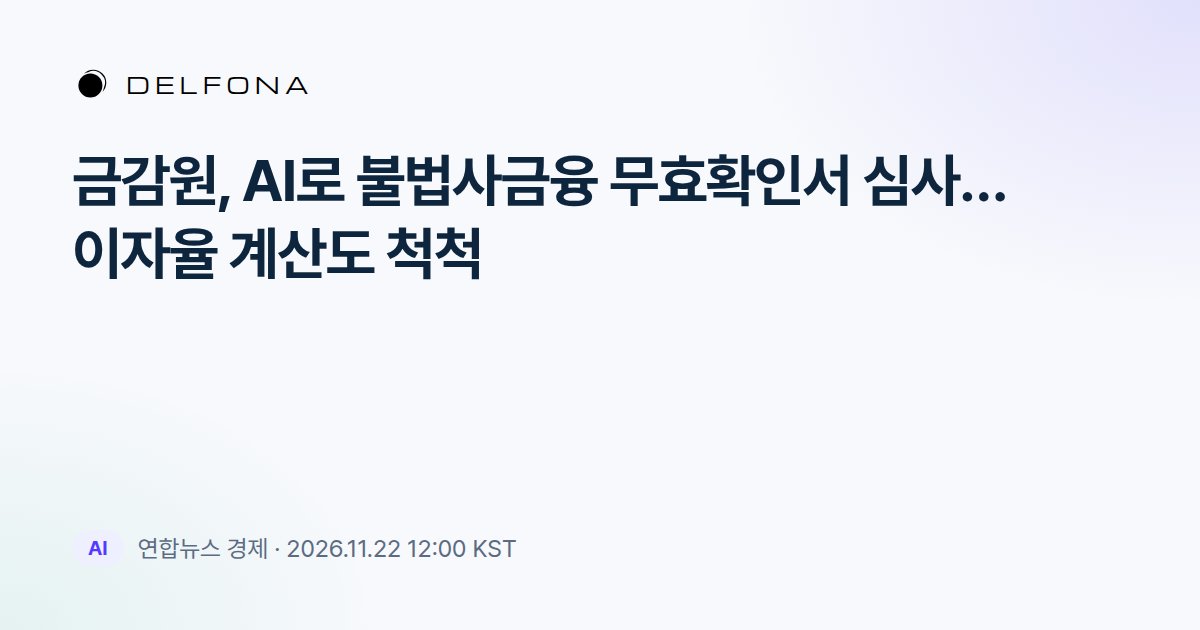 DELFONA
금감원, AI로 불법사금융 무효확인서 심사…
이자율 계산도 척척
AI 연합뉴스 경제 · 2026.11.22 12:00 KST